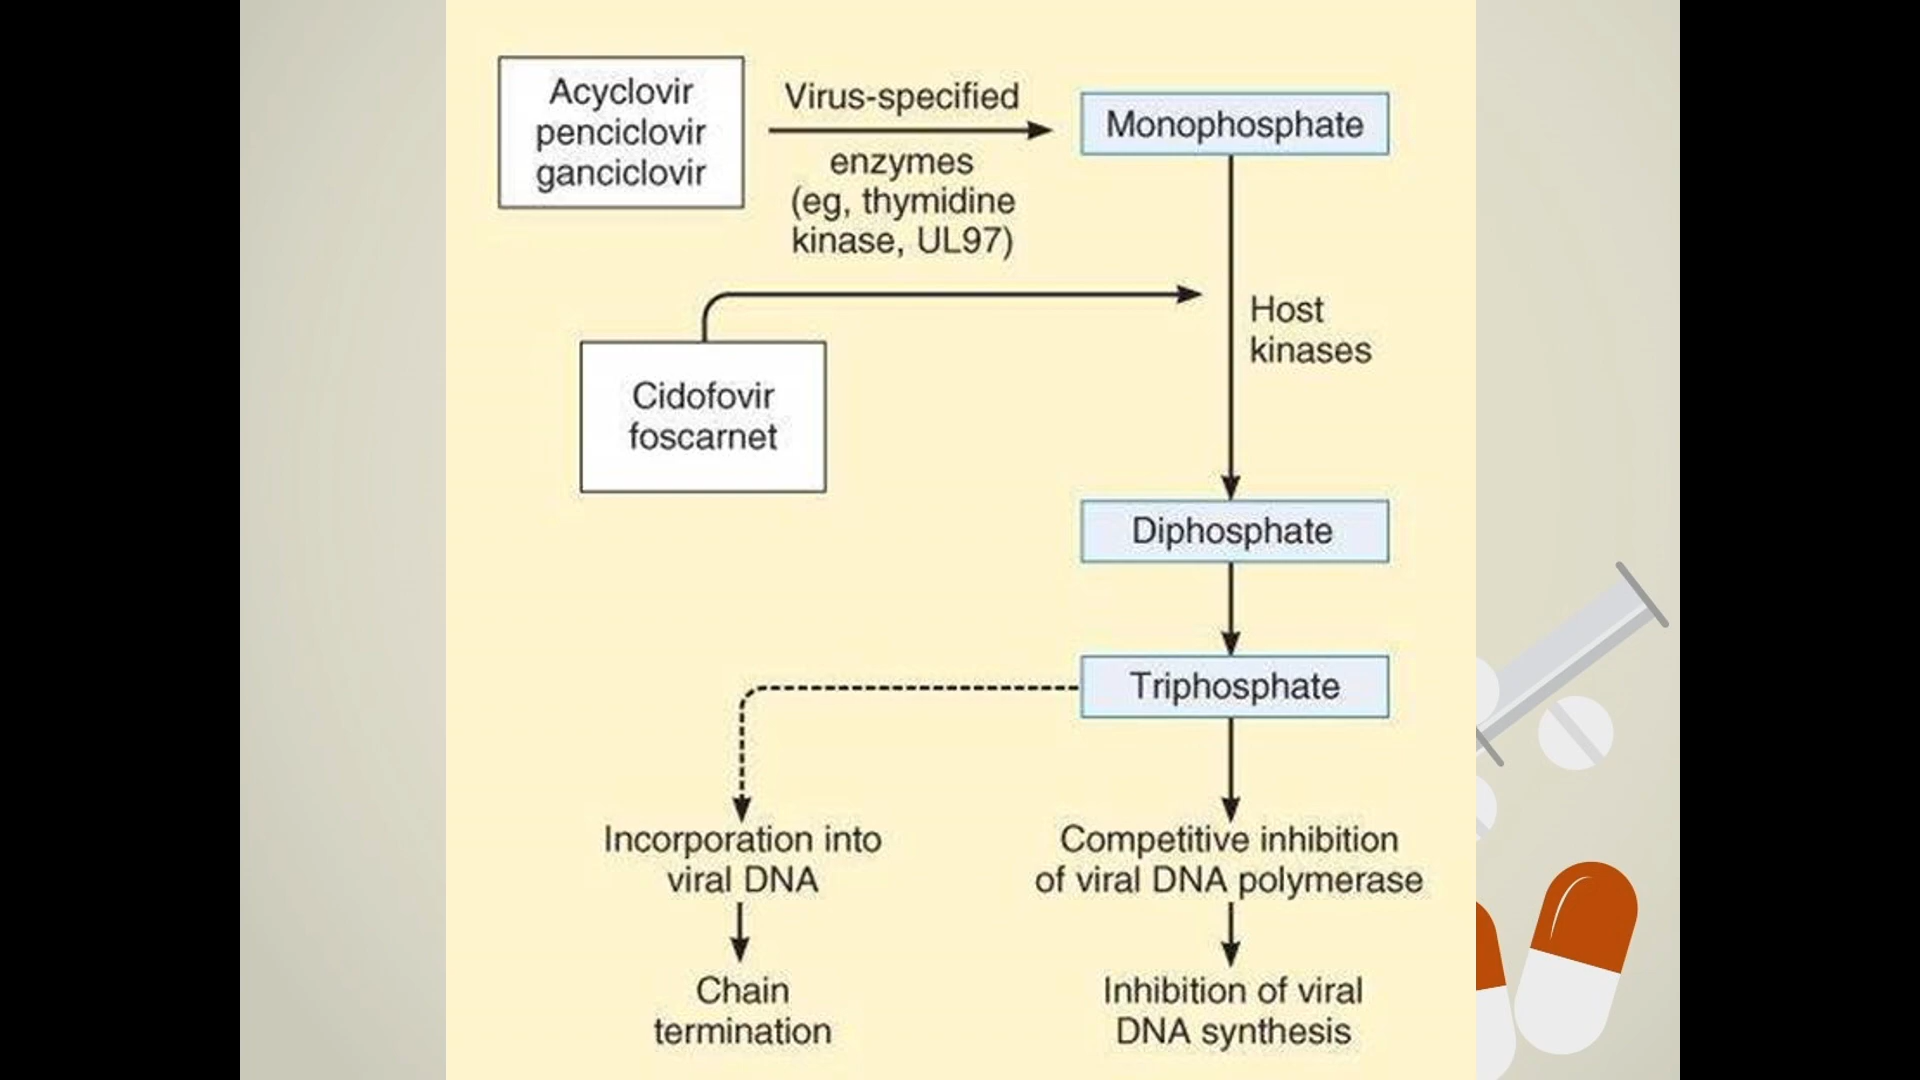 Acyclovir
penciclovir
ganciclovir
Virus-specified
enzymes
(eg, thymidine
kinase, UL97)
Monophosphate
Host
kinases
Cidofovir
foscarnet
Diphosphate
Triphosphate
Incorporation into
viral DNA
Competitive inhibition
of viral DNA polymerase
Chain
termination
Inhibition of viral
DNA synthesis